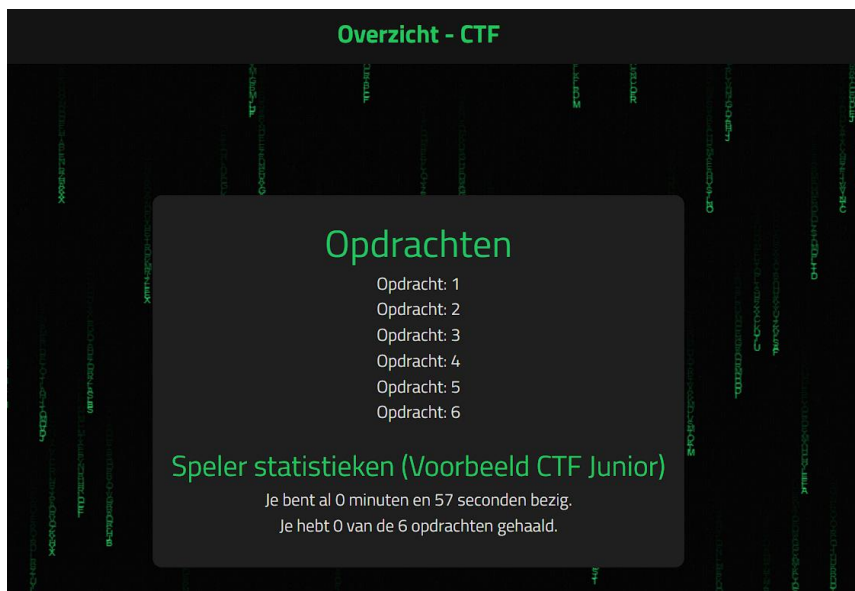 Overzicht - CTF
Opdrachten
Opdracht: 1
Opdracht: 2
Opdracht: 3
Opdracht: 4
Opdracht: 5
Opdracht: 6
Speler statistieken (Voorbeeld CTF Junior)
Je bent al 0 minuten en 57 seconden bezig.
Je hebt 0 van de 6 opdrachten gehaald.